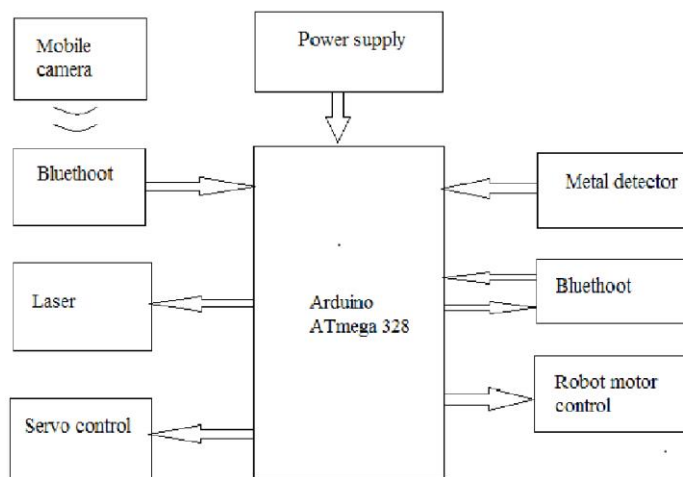 Mobile
camera
Power supply
Bluethoot
Metal detector
Laser
Arduino
ATmega 328
Bluethoot
Servo control
Robot motor
control